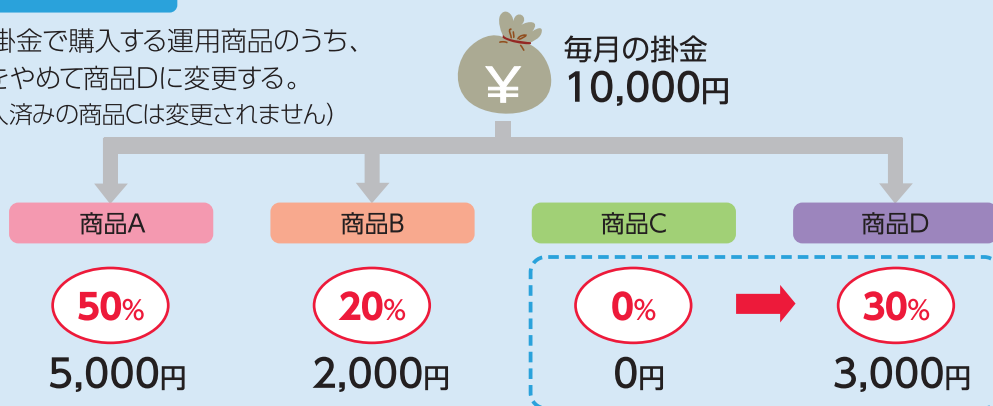 掛金で購入する運用商品のうち、
をやめて商品Dに変更する。
済みの商品Cは変更されません）
毎月の掛金
10,000円
¥
商品A
商品B
商品C
商品D
50%
20%
0%
30%
5,000円
2,000円
0円
3,000円